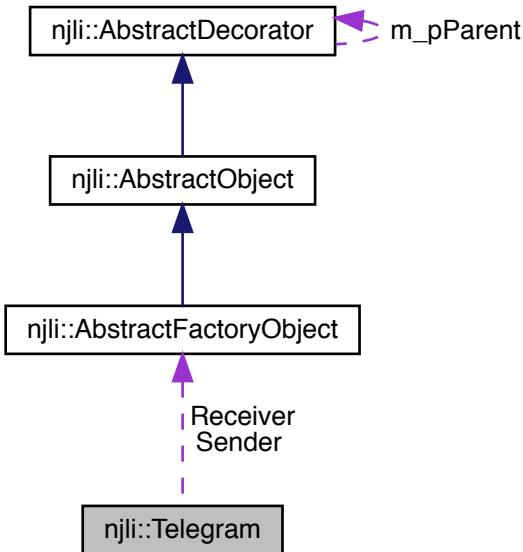 njli::AbstractDecorator
m_pParent
njli::AbstractObject
njli::AbstractFactoryObject
Receiver
Sender
njli::Telegram